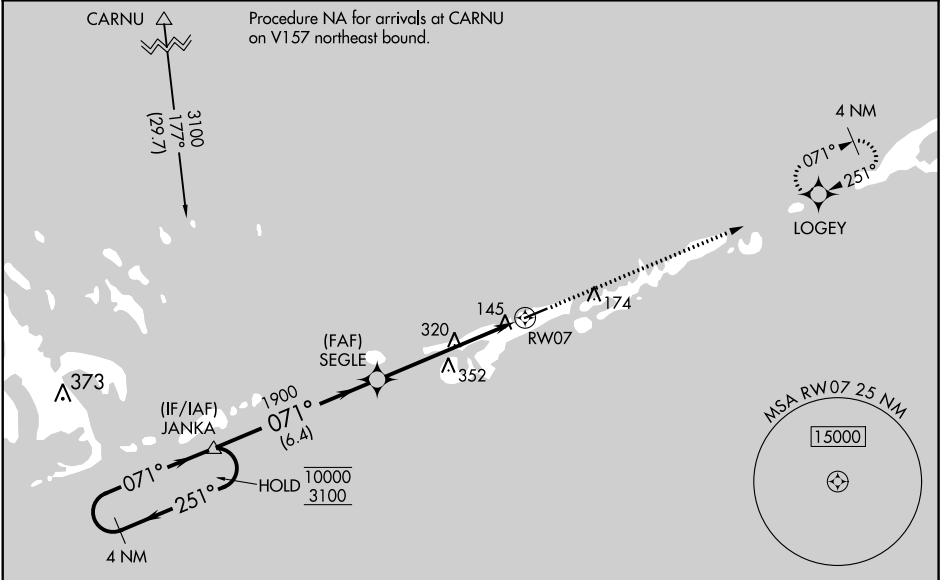 CARNU
Procedure NA for arrivals at CARNU
on V157 northeast bound.
3100
177°
(29.7)
4 NM
071°
251°
LOGEY
145
174
RW07
320
352
(FAF)
SEGLE
373
1900
071°
(6.4)
(IF/IAF)
JANKA
071°
251°
HOLD
10000
3100
4 NM
MSA RW07 25 NM
15000